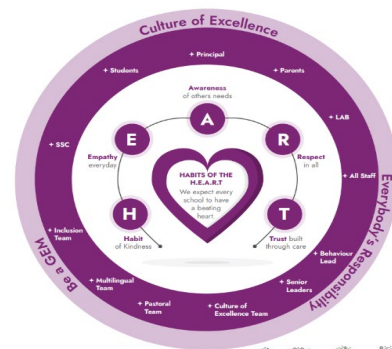 Culture of Excellence
+ Principal
+ Students
+ Parents
Awareness
of others needs
A
E
R
+ LAB
+ SSC
Empathy
everyday
Respect
in all
HABITS OF THE
H.E.A.R.T
We expect every
school to have
a beating
heart
+ All Staff
H
T
Habit
of Kindness
Trust built
through care
+ Inclusion
Team
+ Behaviour
Lead
+ Multilingual
Team
+ Senior
Leaders
+ Pastoral
Team
+ Culture of
Excellence Team
Be a GEM
Everybody's Responsibility